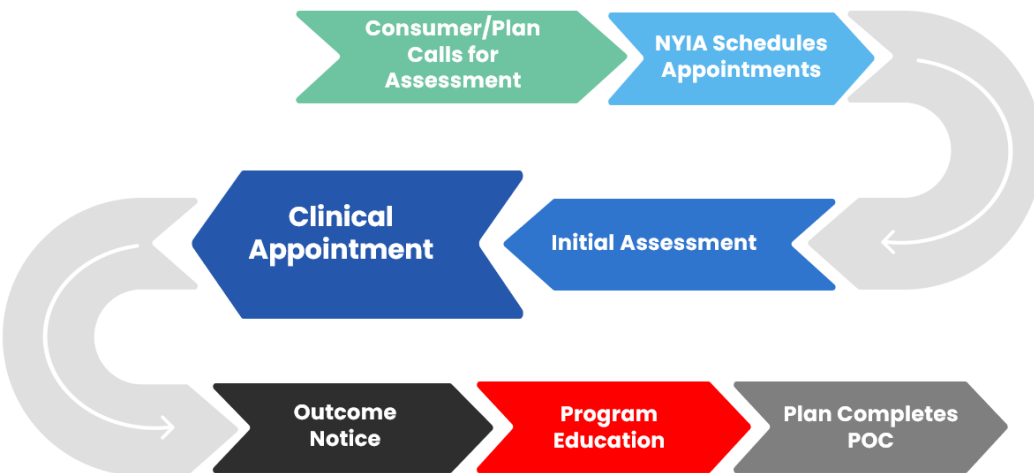 Consumer/Plan
Calls for
Assessment
NYIA Schedules
Appointments
Initial Assessment
Clinical
Appointment
Outcome
Notice
Program
Education
Plan Completes
POC